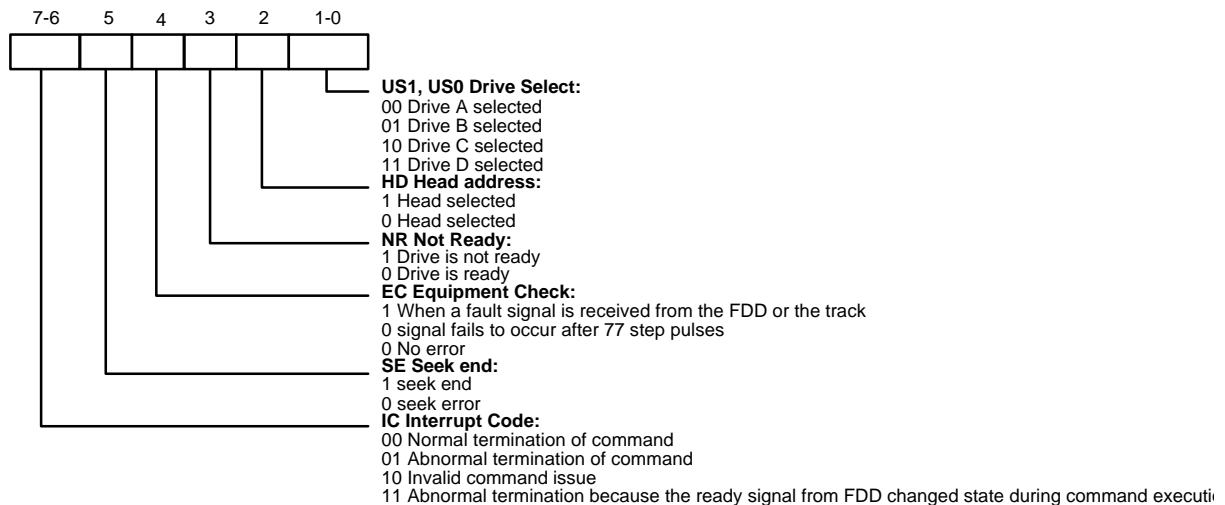 7-6 5 4 3 2 1-0
US1, US0 Drive Select:
00 Drive A selected
01 Drive B selected
10 Drive C selected
11 Drive D selected
HD Head address:
1 Head selected
0 Head selected
NR Not Ready:
1 Drive is not ready
0 Drive is ready
EC Equipment Check:
1 When a fault signal is received from the FDD or the track
0 signal fails to occur after 77 step pulses
0 No error
SE Seek end:
1 seek end
0 seek error
IC Interrupt Code:
00 Normal termination of command
01 Abnormal termination of command
10 Invalid command issue
11 Abnormal termination because the ready signal from FDD changed state during command